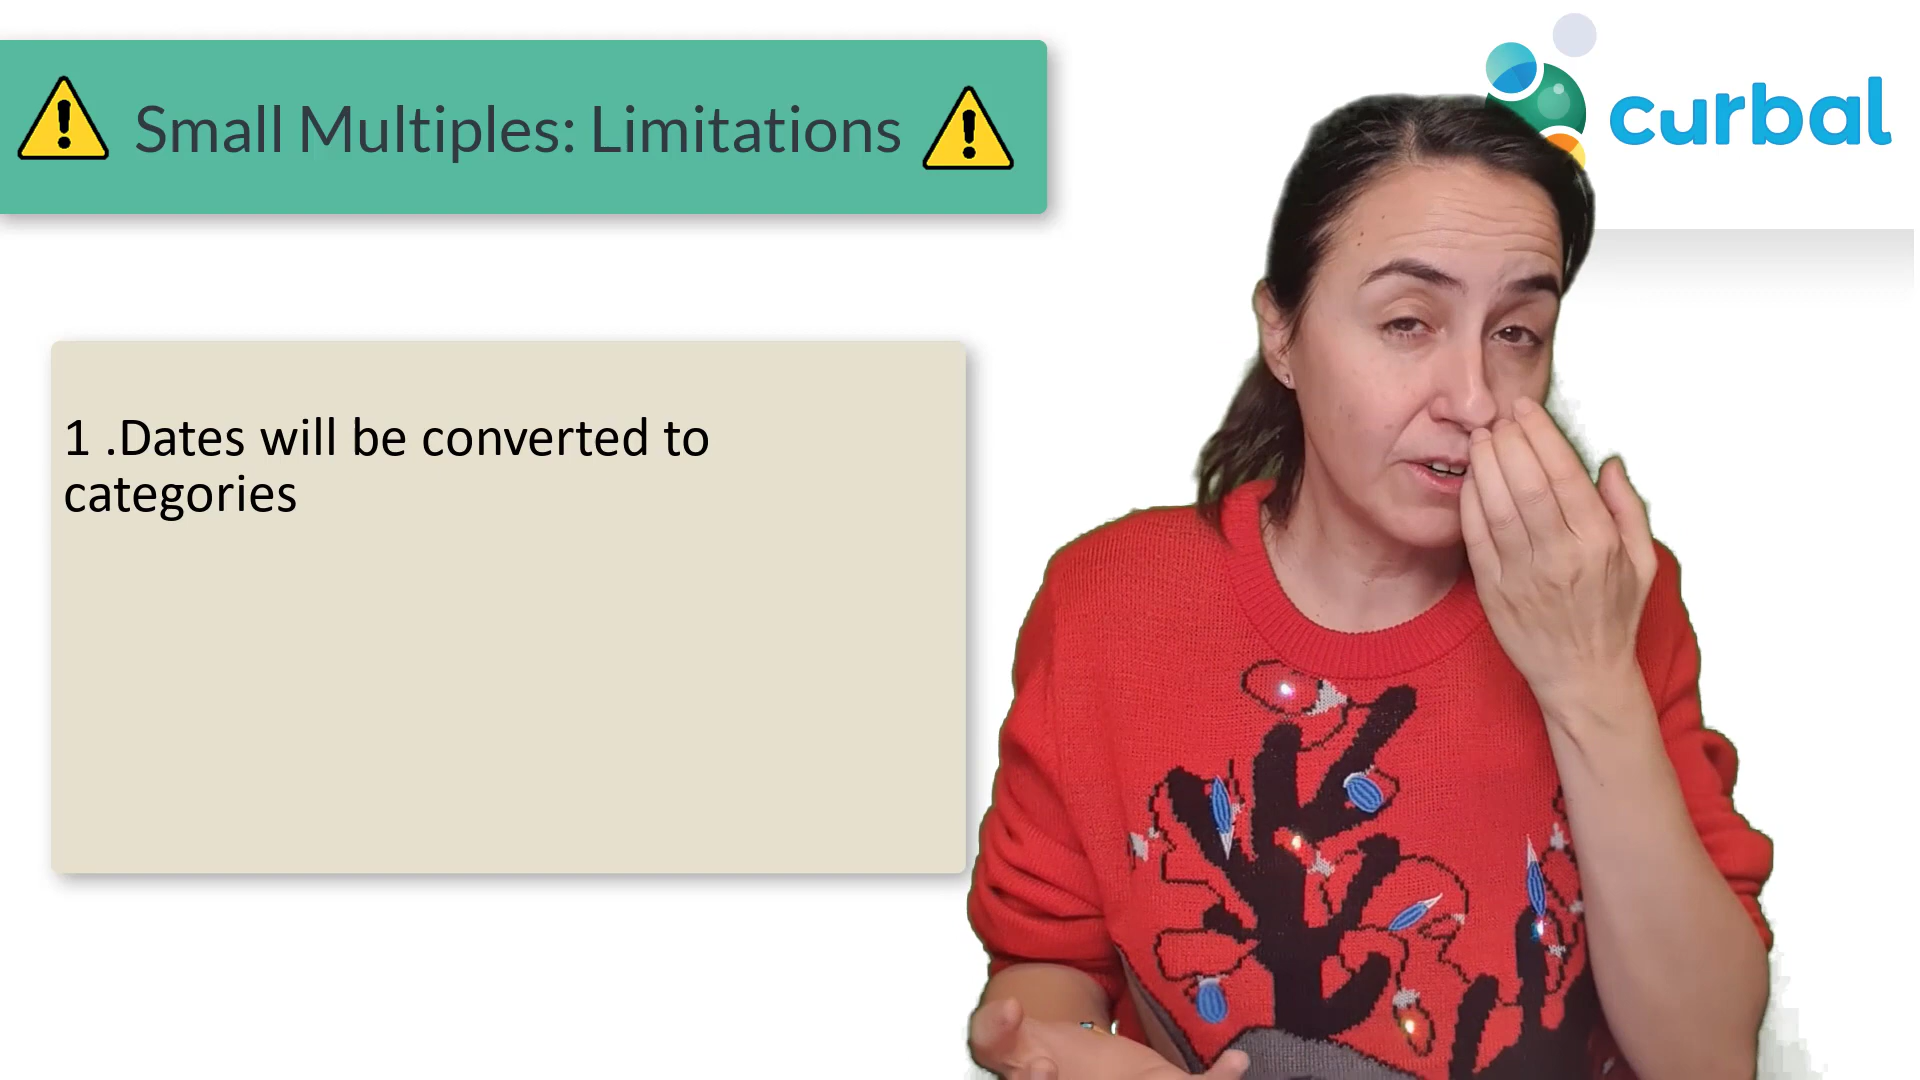 Small Multiples: Limitations
curbal
1 .Dates will be converted to
categories